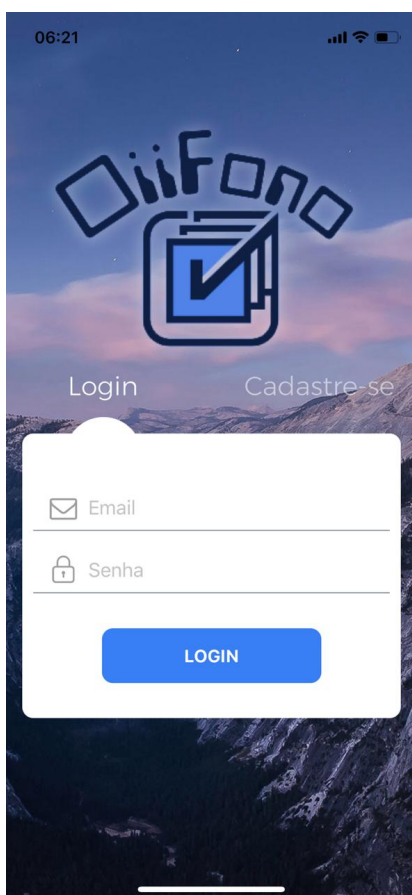 06:21
OiiFono
Login Cadastre-se
Email
Senha
LOGIN